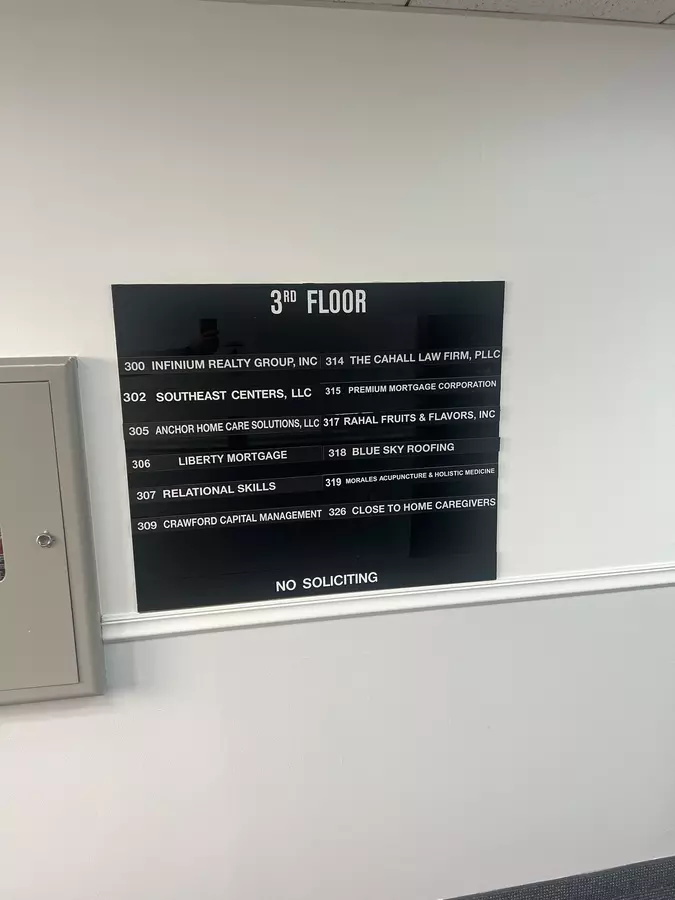 3RD FLOOR
300 INFINIUM REALTY GROUP, INC
302 SOUTHEAST CENTERS, LLC
305 ANCHOR HOME CARE SOLUTIONS, LLC
306 LIBERTY MORTGAGE
307 RELATIONAL SKILLS
309 CRAWFORD CAPITAL MANAGEMENT
314 THE CAHALL LAW FIRM, PLLC
315 PREMIUM MORTGAGE CORPORATION
317 RAHAL FRUITS & FLAVORS, INC
318 BLUE SKY ROOFING
319 MORALES ACUPUNCTURE & HOLISTIC MEDICINE
326 CLOSE TO HOME CAREGIVERS
NO SOLICITING